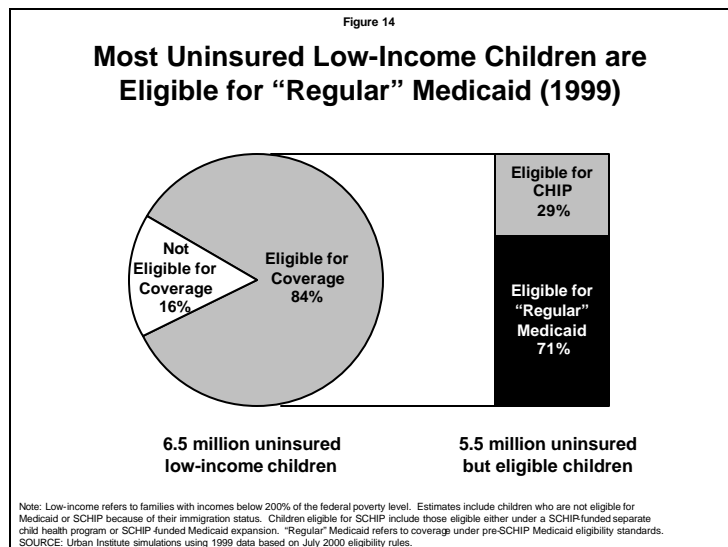 Figure 14
Most Uninsured Low-Income Children are
Eligible for “Regular” Medicaid (1999)
Not
Eligible for
Coverage
16%
Eligible for
Coverage
84%
Eligible for
CHIP
29%
Eligible for
“Regular”
Medicaid
71%
6.5 million uninsured
low-income children
5.5 million uninsured
but eligible children
Note: Low-income refers to families with incomes below 200% of the federal poverty level. Estimates include children who are not eligible for
Medicaid or SCHIP because of their immigration status. Children eligible for SCHIP include those eligible either under a SCHIP-funded separate
child health program or SCHIP-funded Medicaid expansion. “Regular” Medicaid refers to coverage under pre-SCHIP Medicaid eligibility standards.
SOURCE: Urban Institute simulations using 1999 data based on July 2000 eligibility rules.